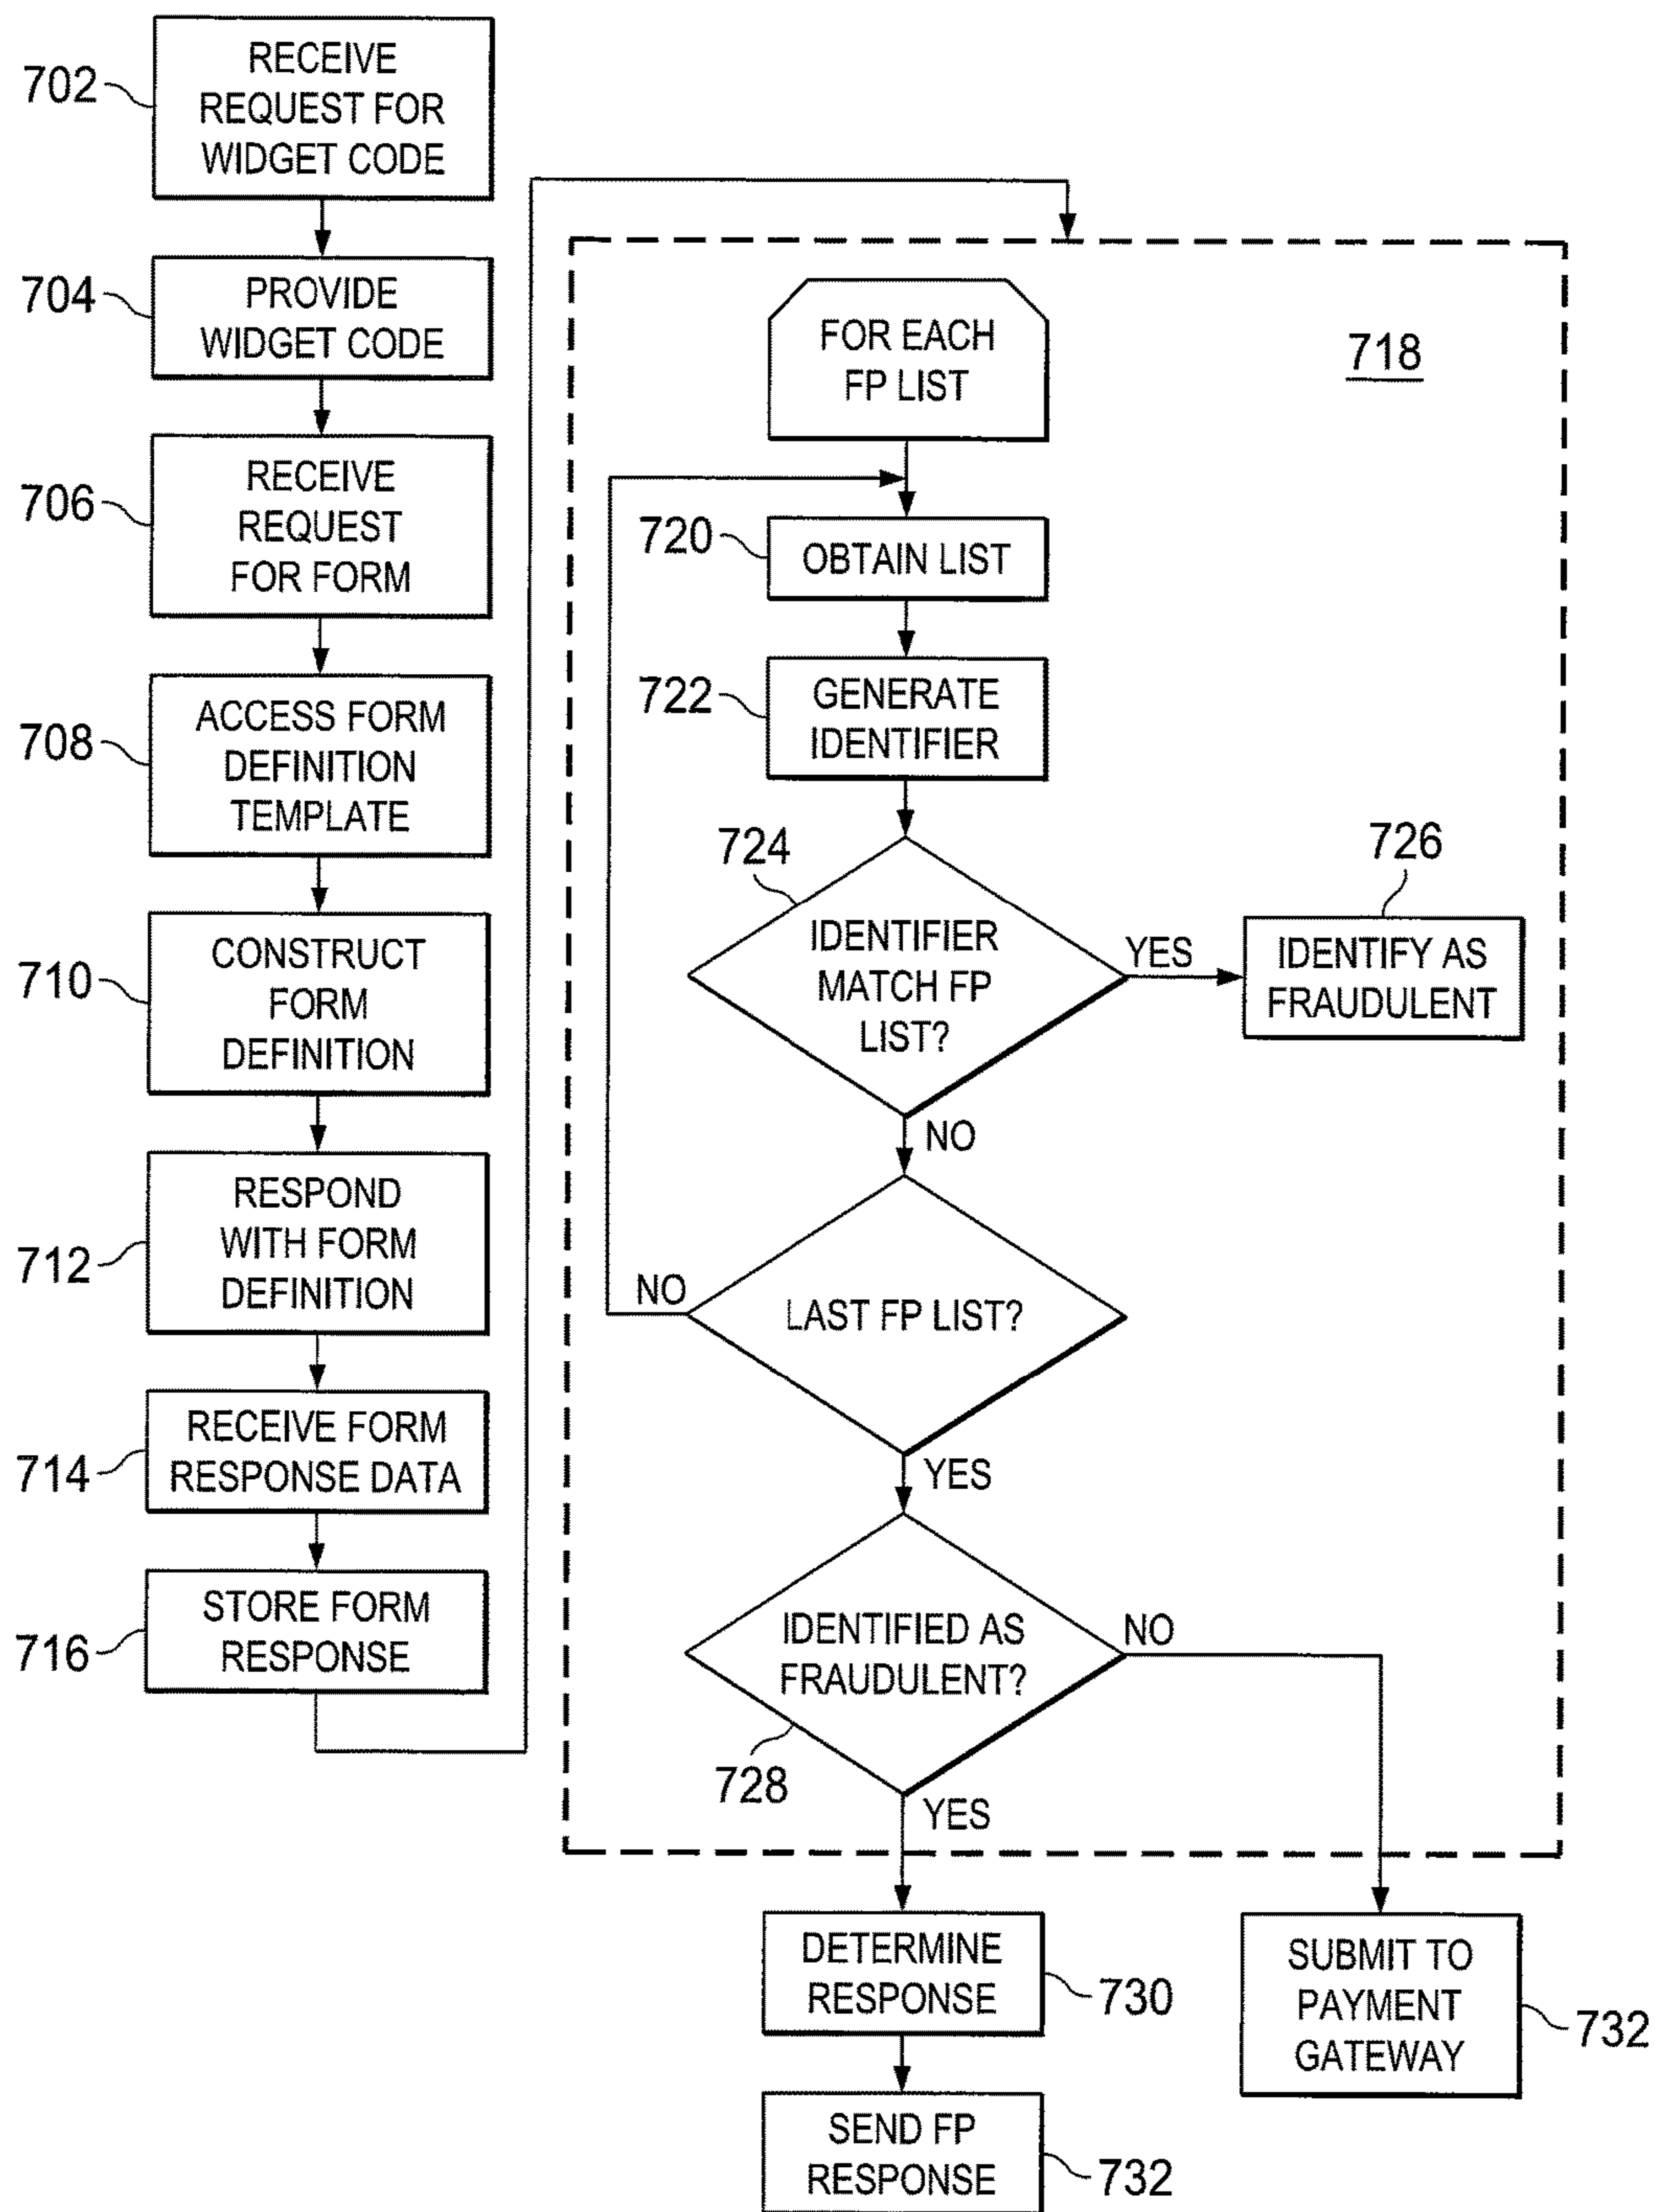 702
RECEIVE
REQUEST FOR
WIDGET CODE
704
PROVIDE
WIDGET CODE
706
RECEIVE
REQUEST
FOR FORM
708
ACCESS FORM
DEFINITION
TEMPLATE
710
CONSTRUCT
FORM
DEFINITION
712
RESPOND
WITH FORM
DEFINITION
714
RECEIVE FORM
RESPONSE DATA
716
STORE FORM
RESPONSE
718
FOR EACH
FP LIST
720
OBTAIN LIST
722
GENERATE
IDENTIFIER
724
IDENTIFIER
MATCH FP
LIST?
YES
726
IDENTIFY AS
FRAUDULENT
NO
LAST FP LIST?
NO
YES
IDENTIFIED AS
FRAUDULENT?
728
NO
YES
DETERMINE
RESPONSE
730
SEND FP
RESPONSE
732
SUBMIT TO
PAYMENT
GATEWAY
732